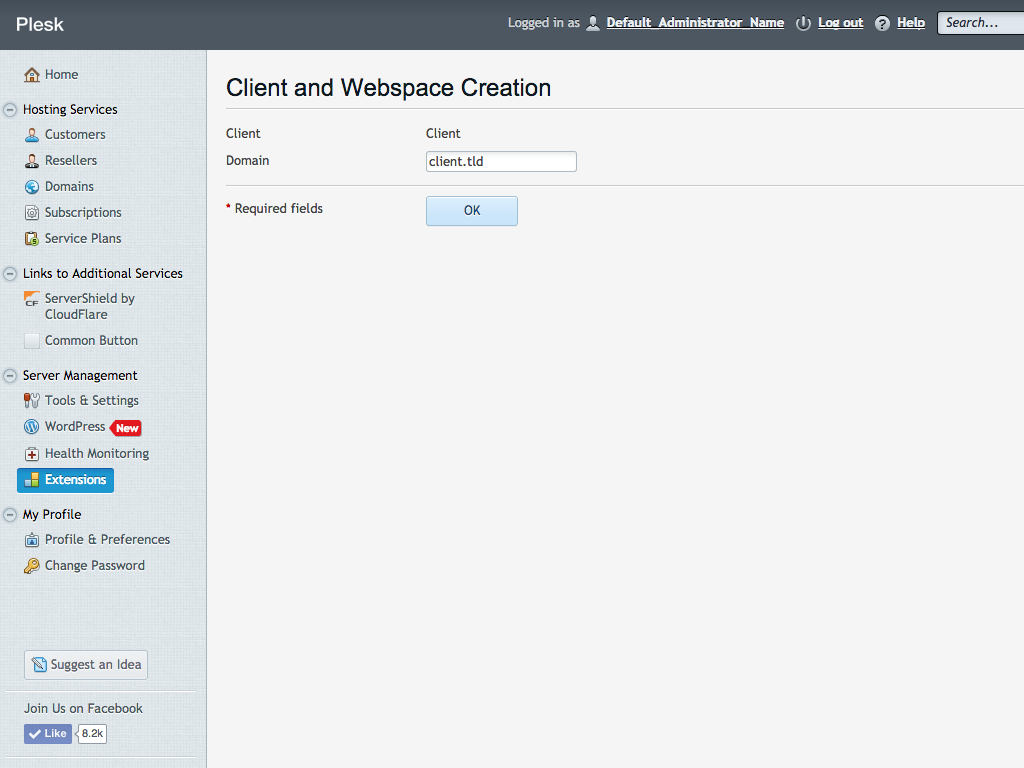 Plesk
Logged in as Default_Administrator_Name Log out ? Help Search...
Home
Hosting Services
Customers
Resellers
Domains
Subscriptions
Service Plans
Links to Additional Services
CF ServerShield by
CloudFlare
Common Button
Server Management
Tools & Settings
WordPress New
Health Monitoring
Extensions
My Profile
Profile & Preferences
Change Password
Suggest an Idea
Join Us on Facebook
Like 8.2k
Client and Webspace Creation
Client Client
Domain client.tld
* Required fields OK